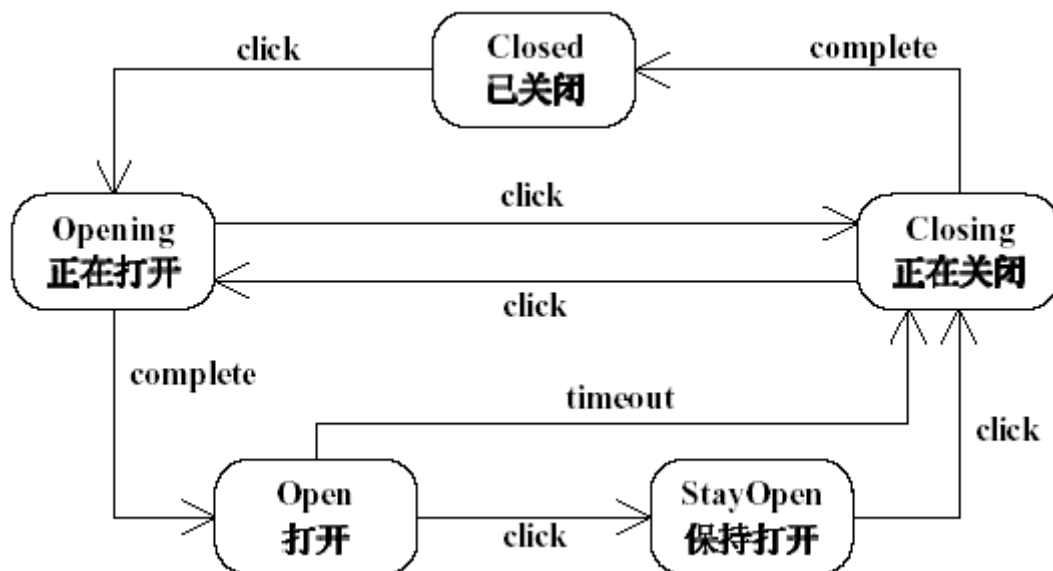 click
Closed
已关闭
complete
Opening
正在打开
click
click
Closing
正在关闭
complete
timeout
click
Open
打开
click
StayOpen
保持打开